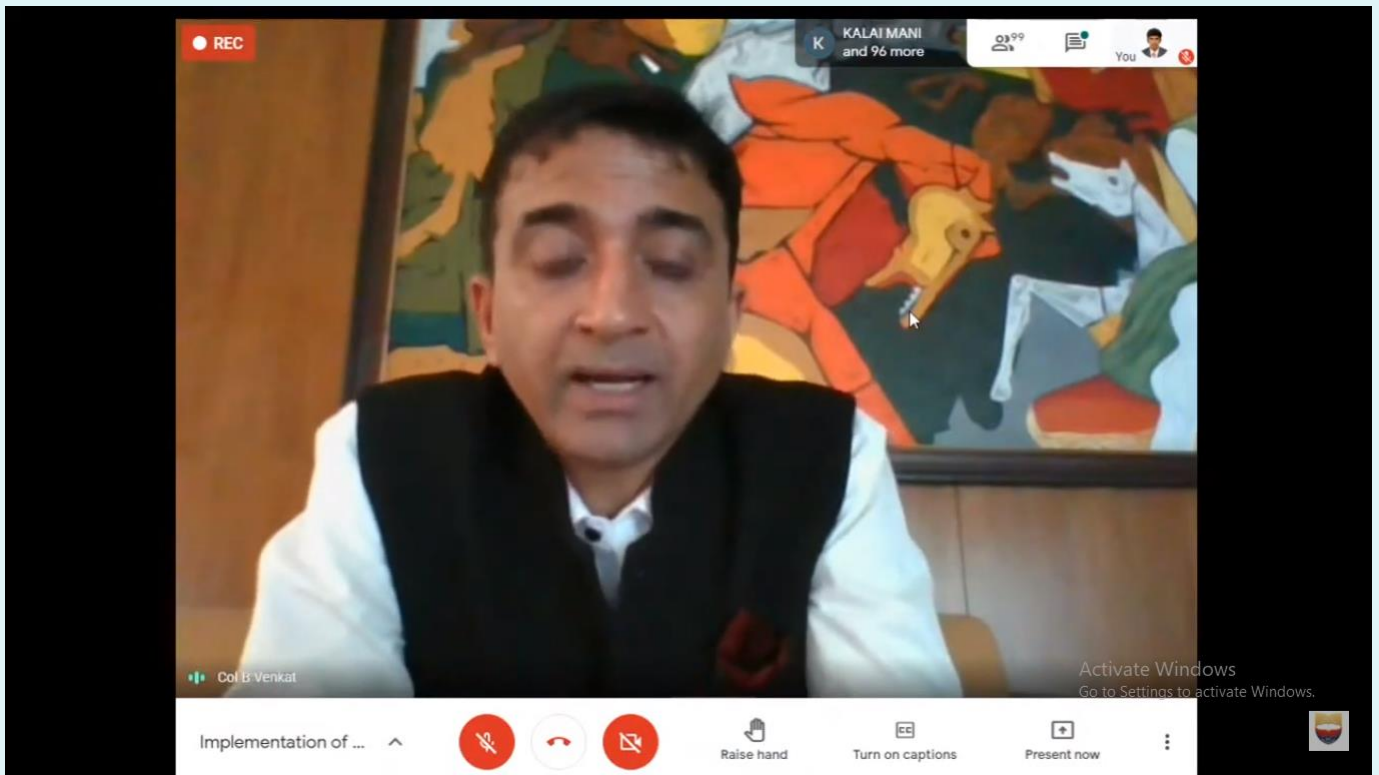 REC
K
KALAI MANI
and 96 more
99
You
Col B Venkat
Activate Windows
Go to Settings to activate Windows.
Implementation of ...
Raise hand
CC
Turn on captions
Present now